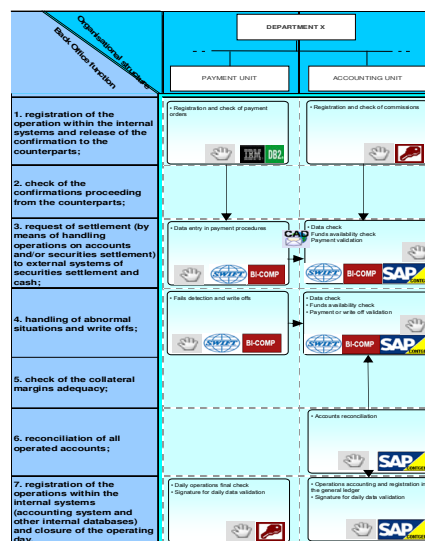 Organisational structure
Back Office function
DEPARTMENT X
PAYMENT UNIT
ACCOUNTING UNIT
1. registration of the
operation within the internal
systems and release of the
confirmation to the
counterparts;
• Registration and check of payment
orders
IBM DB2.
• Registration and check of commissions
2. check of the
confirmations proceeding
from the counterparts;
3. request of settlement (by
means of handling
operations on accounts
and/or securities settlement)
to external systems of
securities settlement and
cash;
• Data entry in payment procedures
SWIFT BI-COMP
CAD
• Data check
Funds availability check
Payment validation
SWIFT BI-COMP SAP
4. handling of abnormal
situations and write offs;
• Fails detection and write offs
SWIFT BI-COMP
• Data check
• Funds availability check
• Payment or write off validation
SWIFT BI-COMP SAP
5. check of the collateral
margins adequacy;
6. reconciliation of all
operated accounts;
• Accounts reconciliation
SAP
7. registration of the
operations within the
internal systems
(accounting system and
other internal databases)
and closure of the operating
day
• Daily operations final check
• Signature for daily data validation
• Operations accounting and registration in
the general ledger
• Signature for daily data validation
SWIFT SAP